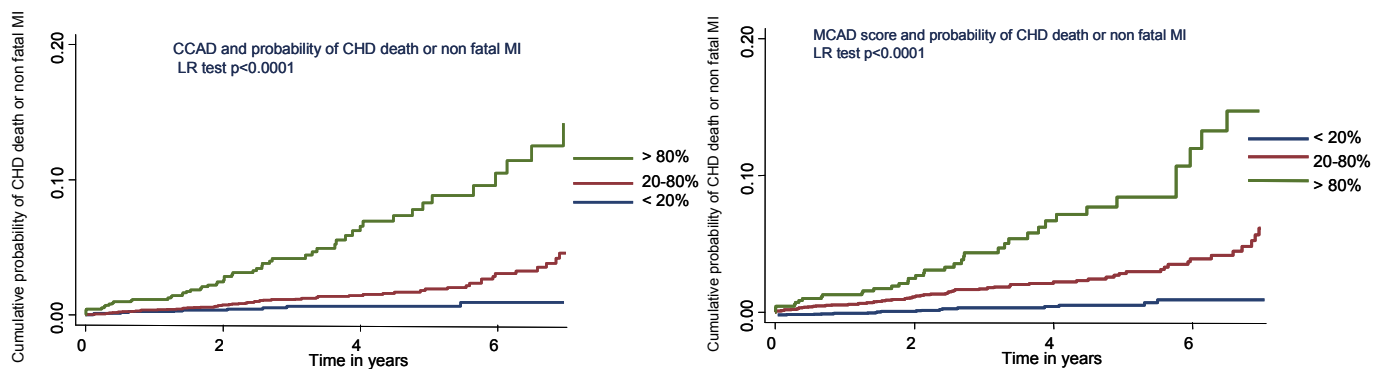 CCAD and probability of CHD death or non fatal MI
LR test p<0.0001
Cumulative probability of CHD death or non fatal MI
0.20
0.10
0.00
0
2
4
6
Time in years
> 80%
20-80%
< 20%
MCAD score and probability of CHD death or non fatal MI
LR test p<0.0001
Cumulative probability of CHD death or non fatal MI
0.20
0.10
0.00
0
2
4
6
Time in years
< 20%
20-80%
> 80%